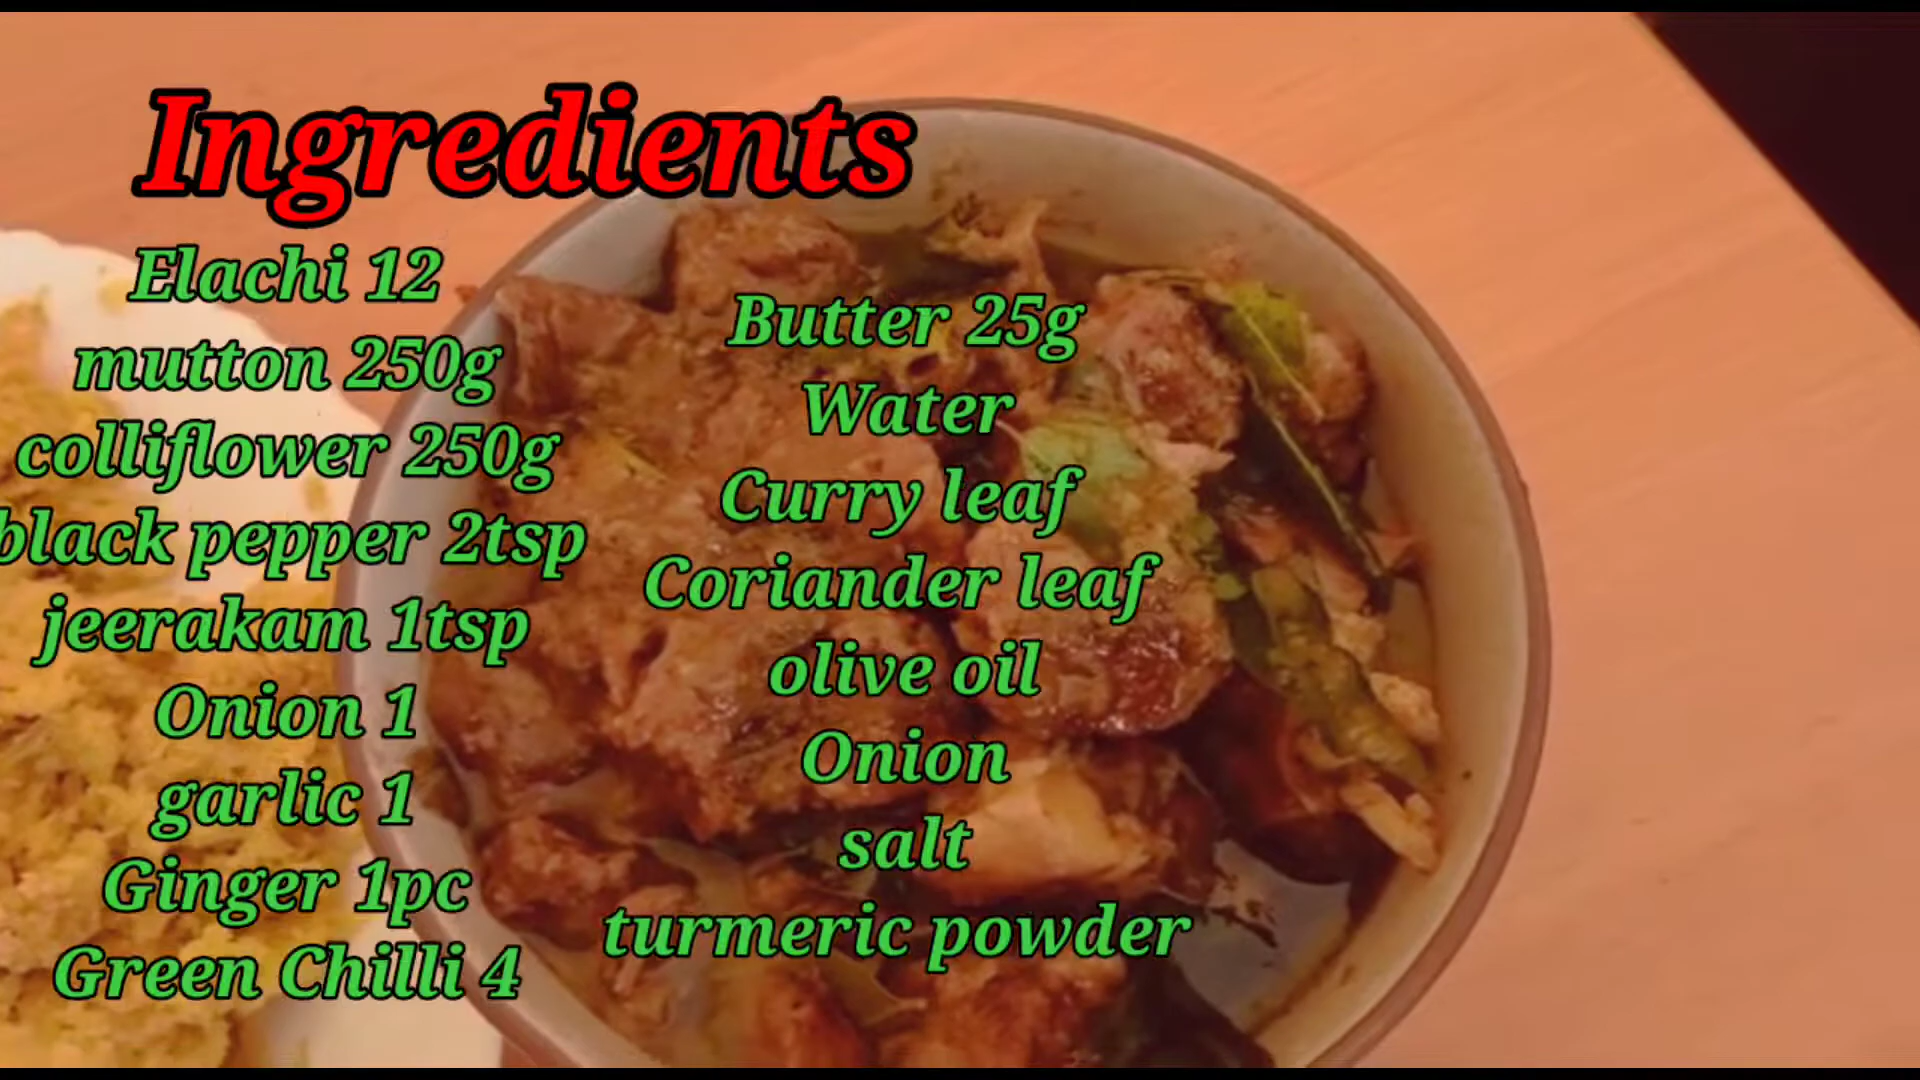 Ingredients
Elachi 12
mutton 250g
colliflower 250g
black pepper 2tsp
jeerakam 1tsp
Onion 1
garlic 1
Ginger 1pc
Green Chilli 4
Butter 25g
Water
Curry leaf
Coriander leaf
olive oil
Onion
salt
turmeric powder